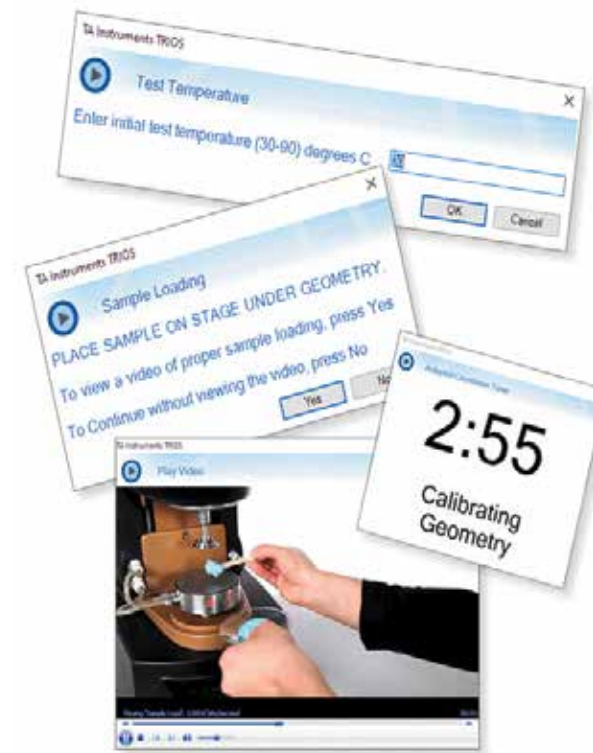 TA Instruments TRIOS
Test Temperature
Enter initial test temperature (30-90) degrees C
OK
Cancel
TA Instruments TRIOS
Sample Loading
PLACE SAMPLE ON STAGE UNDER GEOMETRY.
To view a video of proper sample loading, press Yes
To Continue without viewing the video, press No
Yes
No
2:55
Calibrating
Geometry
TA Instruments TRIOS
Play Video